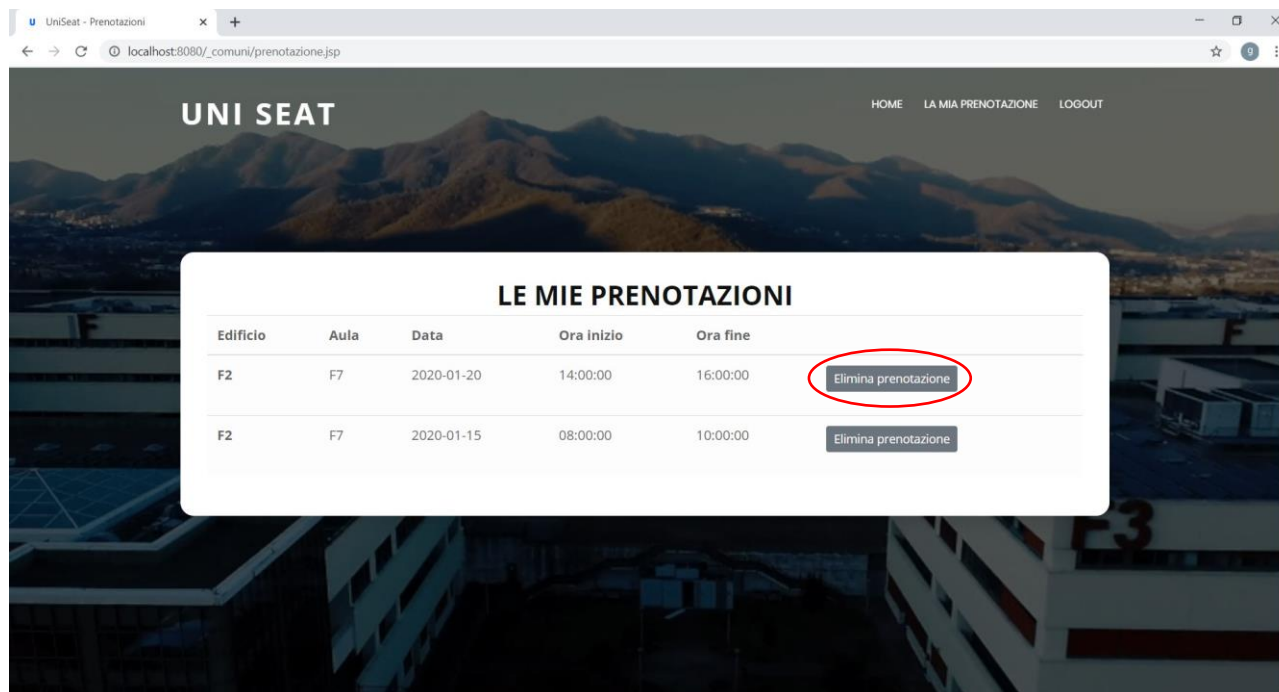 U UniSeat - Prenotazioni
localhost:8080/_comuni/prenotazione.jsp
g
UNI SEAT
HOME LA MIA PRENOTAZIONE LOGOUT
LE MIE PRENOTAZIONI
Edificio Aula Data Ora inizio Ora fine
F2 F7 2020-01-20 14:00:00 16:00:00 Elimina prenotazione
F2 F7 2020-01-15 08:00:00 10:00:00 Elimina prenotazione
F
F
F3